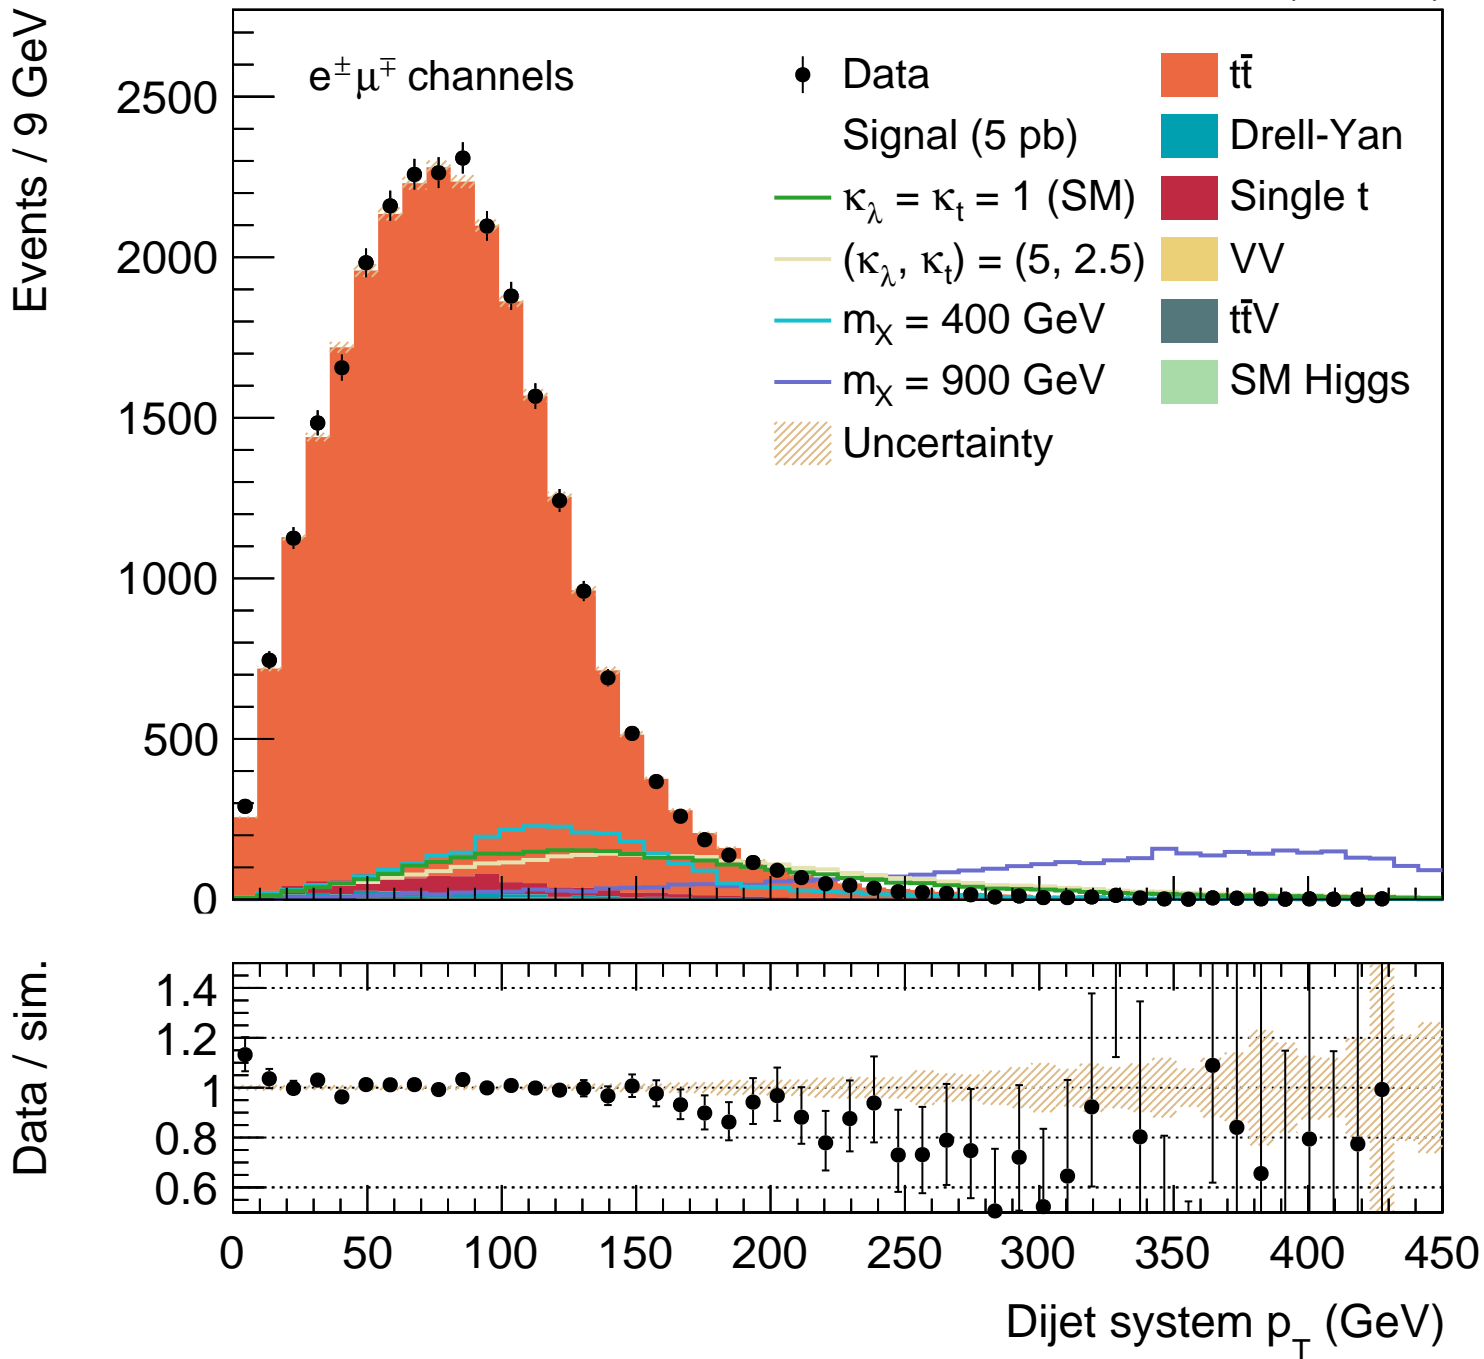 Events / 9 GeV
2500
2000
1500
1000
500
0
e±μ∓ channels
Data
Signal (5 pb)
κλ = κt = 1 (SM)
(κλ, κt) = (5, 2.5)
mX = 400 GeV
mX = 900 GeV
Uncertainty
tt̄
Drell-Yan
Single t
VV
tt̄V
SM Higgs
Data / sim.
1.4
1.2
1
0.8
0.6
0 50 100 150 200 250 300 350 400 450
Dijet system pT (GeV)